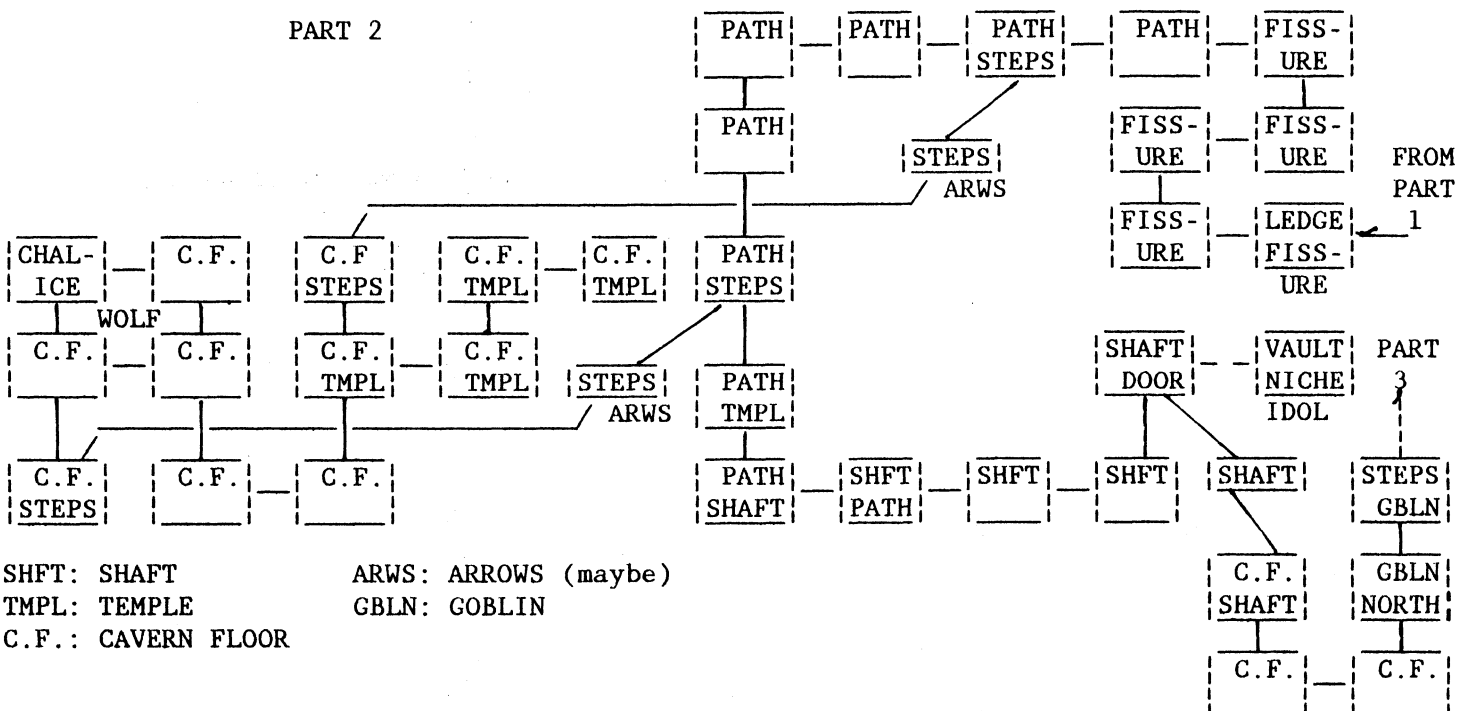 PART 2
PATH PATH PATH PATH FISS-
STEPS URE
PATH FISS- FISS- FROM
STEPS URE URE PART
ARWS 1
FISS- LEDGE
URE FISS-
URE
CHAL- C.F. C.F C.F. C.F. PATH
ICE STEPS TMPL TMPL STEPS
WOLF
C.F. C.F. C.F. C.F. SHAFT VAULT PART
TMPL TMPL STEPS PATH DOOR NICHE 3
ARWS TMPL IDOL
C.F. C.F. C.F. PATH SHFT SHFT SHFT SHAFT STEPS
STEPS SHAFT PATH GBLN
SHFT: SHAFT ARWS: ARROWS (maybe) C.F. GBLN
TMPL: TEMPLE GBLN: GOBLIN SHAFT NORTH
C.F.: CAVERN FLOOR
C.F. C.F.